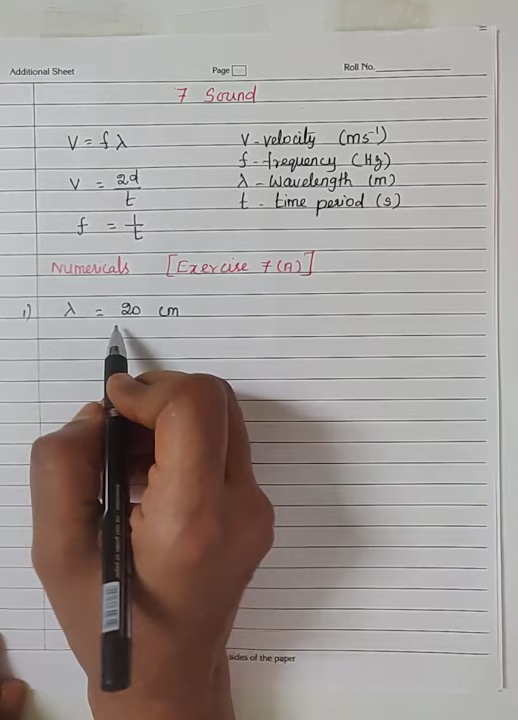 Additional Sheet Page Roll No.
7 Sound
V = fλ V - velocity (ms⁻¹)
f - frequency (Hz)
V = 2d/t λ - Wavelength (m)
t - time period (s)
f = 1/t
Numericals [Exercise 7(A)]
1) λ = 20 cm
sides of the paper